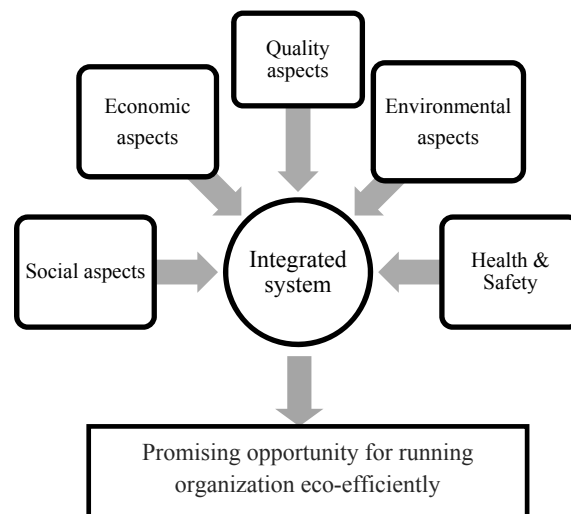 Quality
aspects
Economic
aspects
Environmental
aspects
Social aspects
Integrated
system
Health &
Safety
Promising opportunity for running
organization eco-efficiently